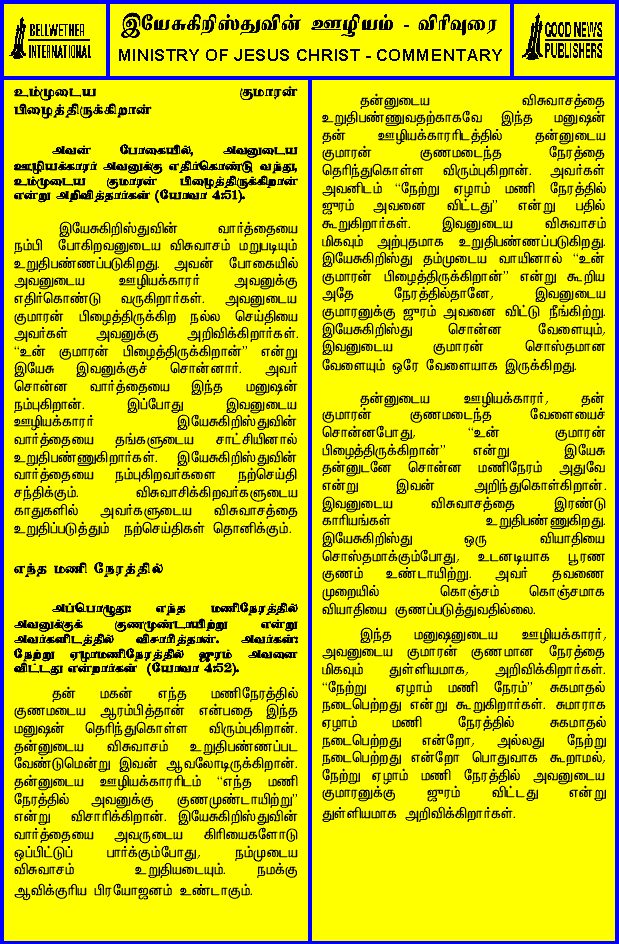 BELLWETHER
INTERNATIONAL
இயேசுகிறிஸ்துவின் ஊழியம் - விரிவுரை
MINISTRY OF JESUS CHRIST - COMMENTARY
GOOD NEWS
PUBLISHERS
உம்முடைய குமாரன்
பிழைத்திருக்கிறான்
அவன் போகையில், அவனுடைய
ஊழியக்காரர் அவனுக்கு எதிர்கொண்டு வந்து,
உம்முடைய குமாரன் பிழைத்திருக்கிறான்
என்று அறிவித்தார்கள் (யோவா 4:51).
இயேசுகிறிஸ்துவின் வார்த்தையை
நம்பி போகிறவனுடைய விசுவாசம் மறுபடியும்
உறுதிபண்ணப்படுகிறது. அவன் போகையில்
அவனுடைய ஊழியக்காரர் அவனுக்கு
எதிர்கொண்டு வருகிறார்கள். அவனுடைய
குமாரன் பிழைத்திருக்கிற நல்ல செய்தியை
அவர்கள் அவனுக்கு அறிவிக்கிறார்கள்.
“உன் குமாரன் பிழைத்திருக்கிறான்” என்று
இயேசு இவனுக்குச் சொன்னார். அவர்
சொன்ன வார்த்தையை இந்த மனுஷன்
நம்புகிறான். இப்போது இவனுடைய
ஊழியக்காரர் இயேசுகிறிஸ்துவின்
வார்த்தையை தங்களுடைய சாட்சியினால்
உறுதிபண்ணுகிறார்கள். இயேசுகிறிஸ்துவின்
வார்த்தையை நம்புகிறவர்களை நற்செய்தி
சந்திக்கும். விசுவாசிக்கிறவர்களுடைய
காதுகளில் அவர்களுடைய விசுவாசத்தை
உறுதிப்படுத்தும் நற்செய்திகள் தொனிக்கும்.
எந்த மணி நேரத்தில்
அப்பொழுது: எந்த மணிநேரத்தில்
அவனுக்குக் குணமுண்டாயிற்று என்று
அவர்களிடத்தில் விசாரித்தான். அவர்கள்:
நேற்று ஏழாமணிநேரத்தில் ஜுரம் அவனை
விட்டது என்றார்கள் (யோவா 4:52).
தன் மகன் எந்த மணிநேரத்தில்
குணமடைய ஆரம்பித்தான் என்பதை இந்த
மனுஷன் தெரிந்துகொள்ள விரும்புகிறான்.
தன்னுடைய விசுவாசம் உறுதிபண்ணப்பட
வேண்டுமென்று இவன் ஆவலோடிருக்கிறான்.
தன்னுடைய ஊழியக்காரரிடம் “எந்த மணி
நேரத்தில் அவனுக்கு குணமுண்டாயிற்று”
என்று விசாரிக்கிறான். இயேசுகிறிஸ்துவின்
வார்த்தையை அவருடைய கிரியைகளோடு
ஒப்பிட்டுப் பார்க்கும்போது, நம்முடைய
விசுவாசம் உறுதியடையும். நமக்கு
ஆவிக்குரிய பிரயோஜனம் உண்டாகும்.
தன்னுடைய விசுவாசத்தை
உறுதிபண்ணுவதற்காகவே இந்த மனுஷன்
தன் ஊழியக்காரரிடத்தில் தன்னுடைய
குமாரன் குணமடைந்த நேரத்தை
தெரிந்துகொள்ள விரும்புகிறான். அவர்கள்
அவனிடம் “நேற்று ஏழாம் மணி நேரத்தில்
ஜுரம் அவனை விட்டது” என்று பதில்
கூறுகிறார்கள். இவனுடைய விசுவாசம்
மிகவும் அற்புதமாக உறுதிபண்ணப்படுகிறது.
இயேசுகிறிஸ்து தம்முடைய வாயினால் “உன்
குமாரன் பிழைத்திருக்கிறான்” என்று கூறிய
அதே நேரத்தில்தானே, இவனுடைய
குமாரனுக்கு ஜுரம் அவனை விட்டு நீங்கிற்று.
இயேசுகிறிஸ்து சொன்ன வேளையும்,
இவனுடைய குமாரன் சொஸ்தமான
வேளையும் ஒரே வேளையாக இருக்கிறது.
தன்னுடைய ஊழியக்காரர், தன்
குமாரன் குணமடைந்த வேளையைச்
சொன்னபோது, “உன் குமாரன்
பிழைத்திருக்கிறான்” என்று இயேசு
தன்னுடனே சொன்ன மணிநேரம் அதுவே
என்று இவன் அறிந்துகொள்கிறான்.
இவனுடைய விசுவாசத்தை இரண்டு
காரியங்கள் உறுதிபண்ணுகிறது.
இயேசுகிறிஸ்து ஒரு வியாதியை
சொஸ்தமாக்கும்போது, உடனடியாக பூரண
குணம் உண்டாயிற்று. அவர் தவணை
முறையில் கொஞ்சம் கொஞ்சமாக
வியாதியை குணப்படுத்துவதில்லை.
இந்த மனுஷனுடைய ஊழியக்காரர்,
அவனுடைய குமாரன் குணமான நேரத்தை
மிகவும் துள்ளியமாக, அறிவிக்கிறார்கள்.
“நேற்று ஏழாம் மணி நேரம்” சுகமாதல்
நடைபெற்றது என்று கூறுகிறார்கள். சுமாராக
ஏழாம் மணி நேரத்தில் சுகமாதல்
நடைபெற்றது என்றோ, அல்லது நேற்று
நடைபெற்றது என்றோ பொதுவாக கூறாமல்,
நேற்று ஏழாம் மணி நேரத்தில் அவனுடைய
குமாரனுக்கு ஜுரம் விட்டது என்று
துள்ளியமாக அறிவிக்கிறார்கள்.